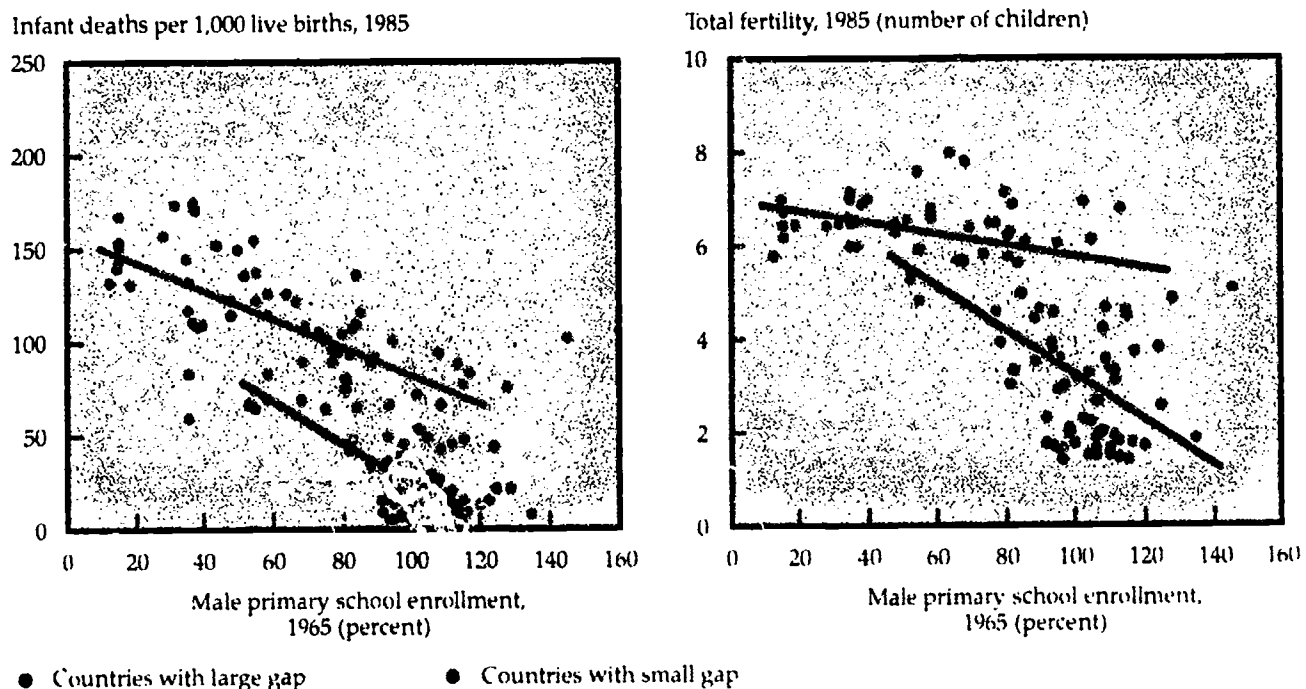 Infant deaths per 1,000 live births, 1985
250
200
150
100
50
0
0 20 40 60 80 100 120 140 160
Male primary school enrollment,
1965 (percent)
Total fertility, 1985 (number of children)
10
8
6
4
2
0
0 20 40 60 80 100 120 140 160
Male primary school enrollment,
1965 (percent)
Countries with large gap
Countries with small gap